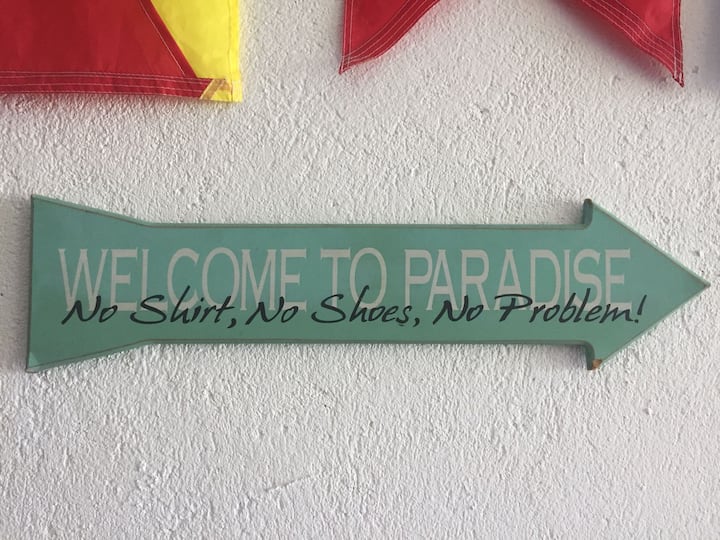 WELCOME TO PARADISE
No Shirt, No Shoes, No Problem!